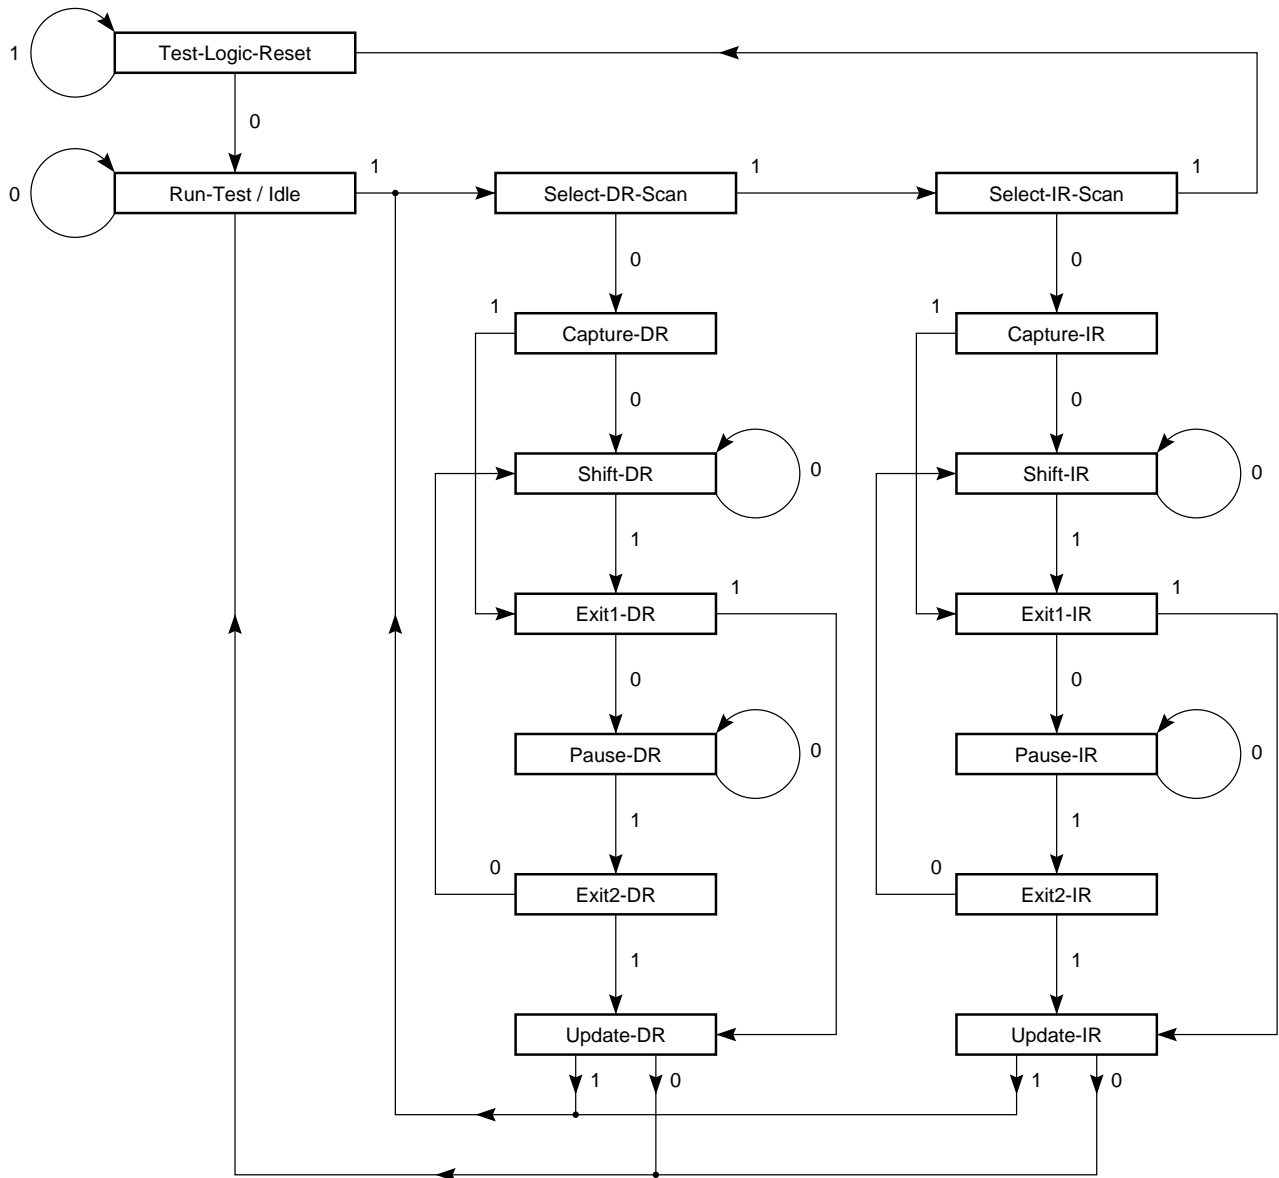 Test-Logic-Reset
1
0
Run-Test / Idle
0
1
Select-DR-Scan
1
Select-IR-Scan
1
0
0
1
Capture-DR
1
Capture-IR
0
0
Shift-DR
0
Shift-IR
0
1
1
Exit1-DR
1
Exit1-IR
1
0
0
Pause-DR
0
Pause-IR
0
1
1
0
Exit2-DR
0
Exit2-IR
1
1
Update-DR
Update-IR
1
0
1
0